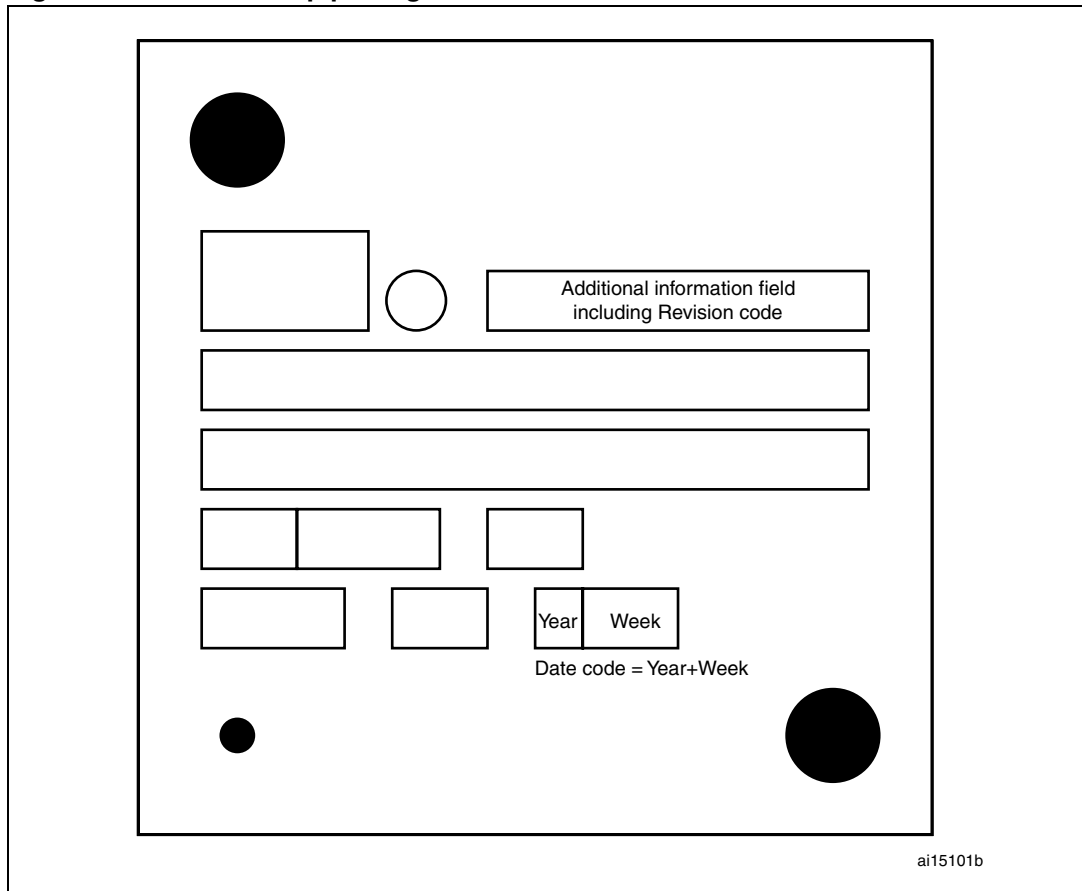 Additional information field
including Revision code
Year Week
Date code = Year+Week
ai15101b